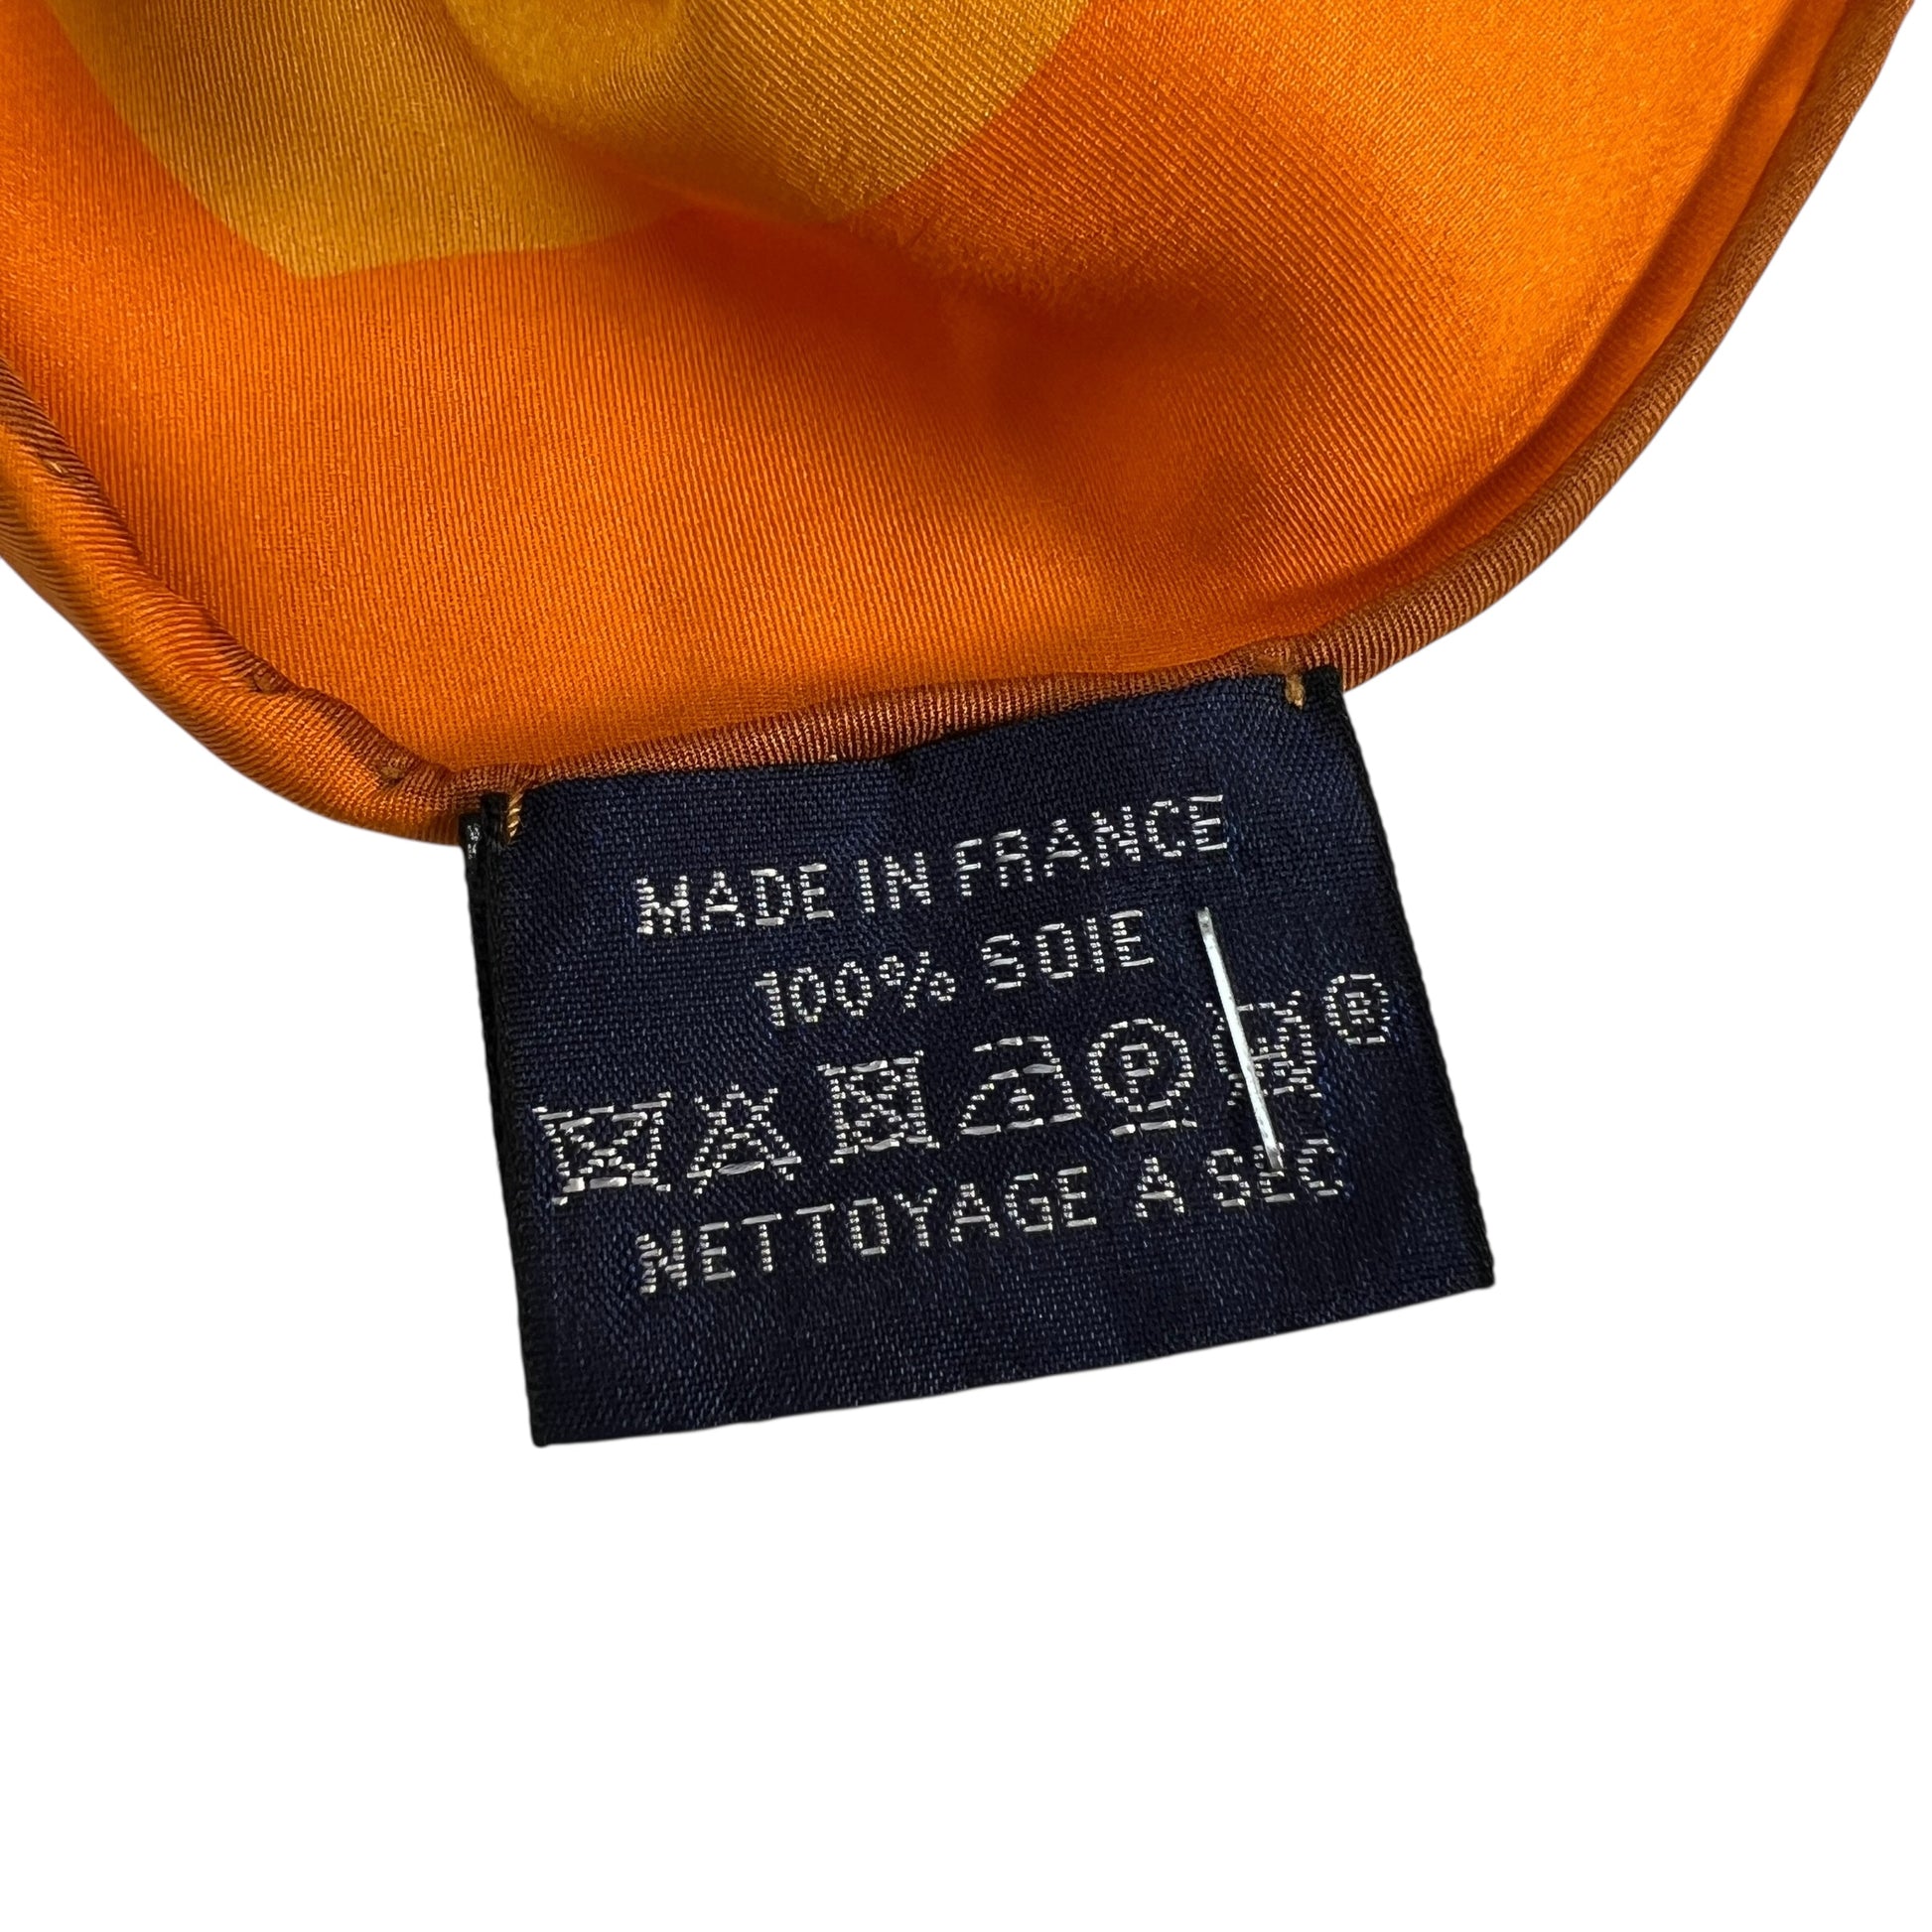 MADE IN FRANCE
100% SOIE
P ®
NETTOYAGE A SEC